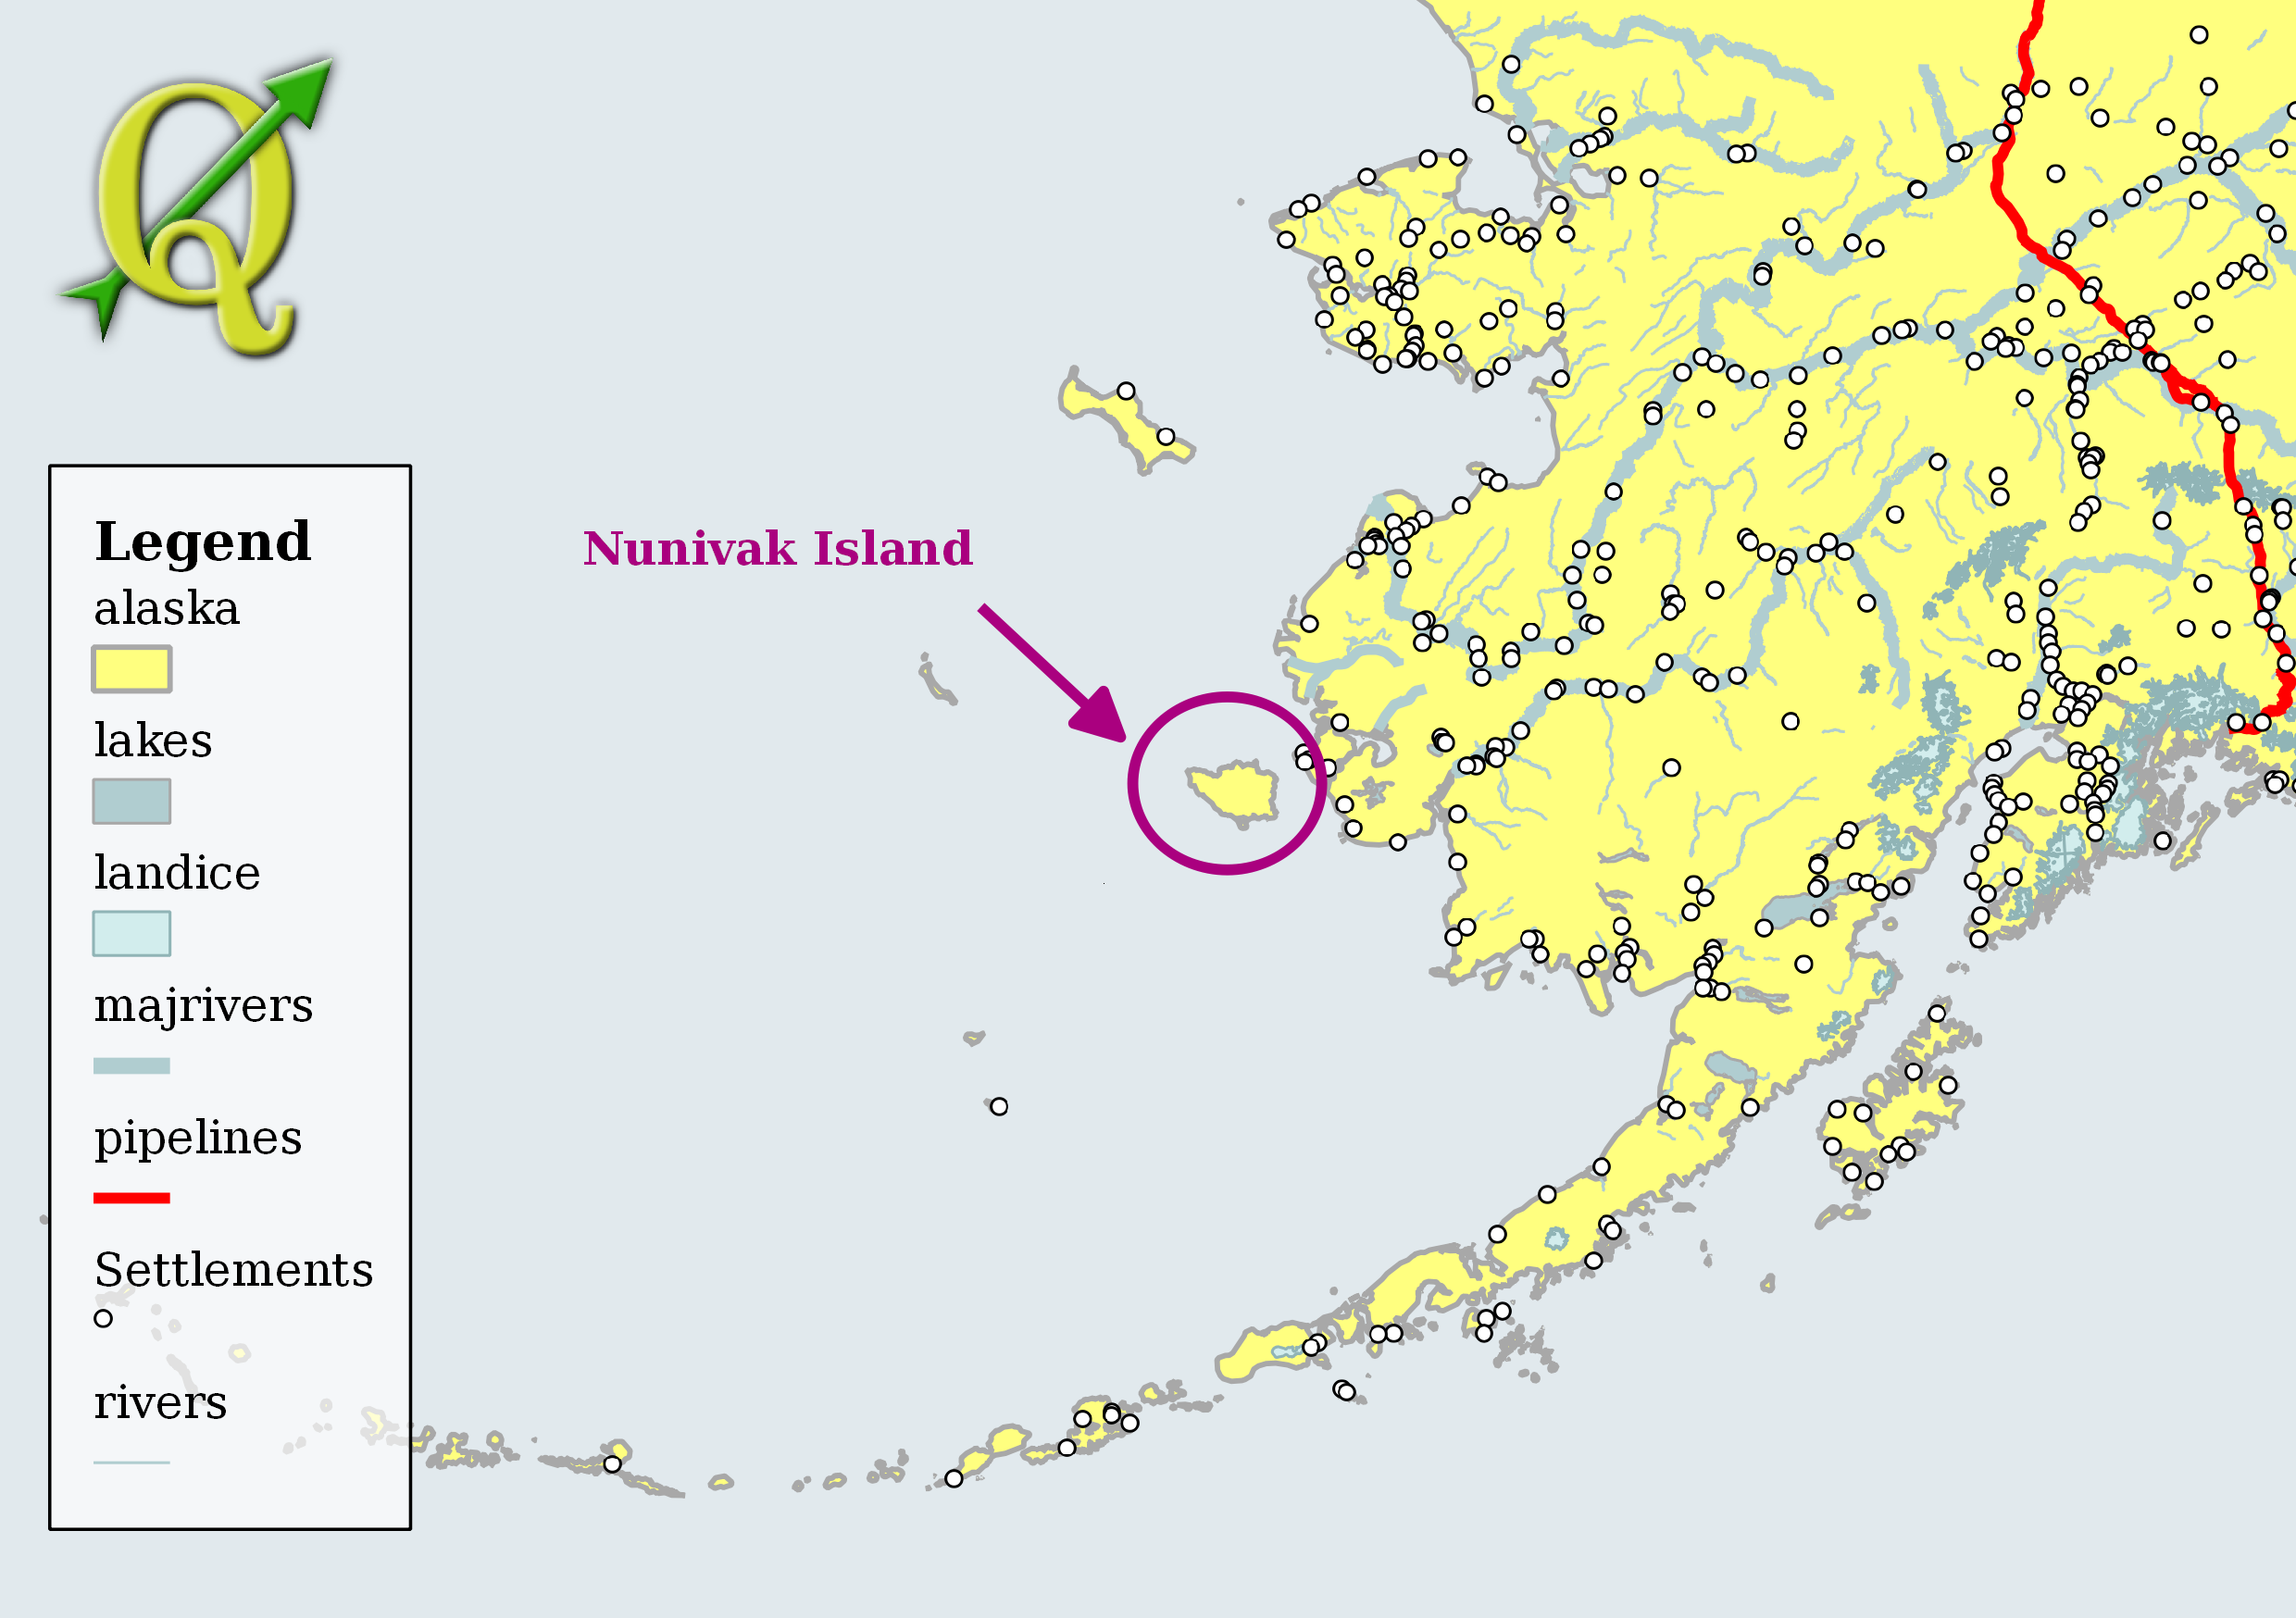 Q
Nunivak Island
Legend
alaska
lakes
landice
majrivers
pipelines
Settlements
rivers